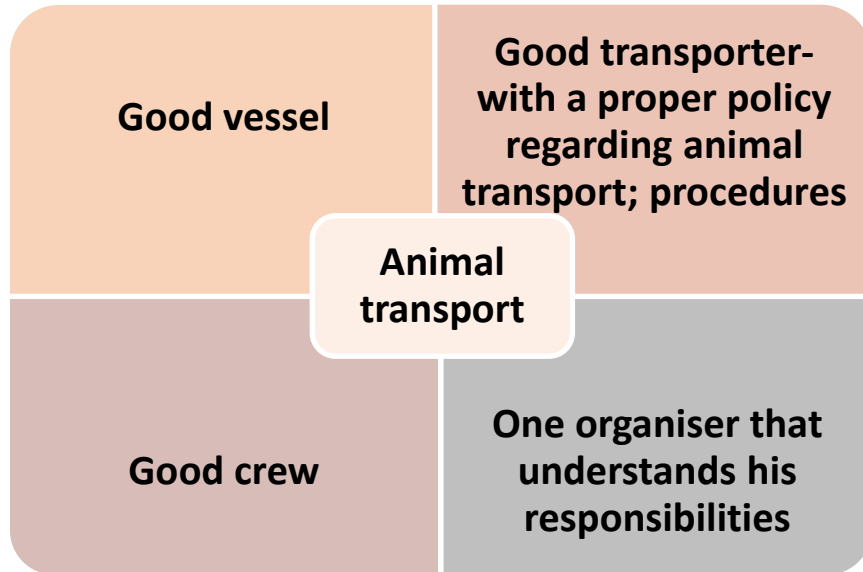 Good vessel
Good transporter-
with a proper policy
regarding animal
transport; procedures
Animal
transport
Good crew
One organiser that
understands his
responsibilities